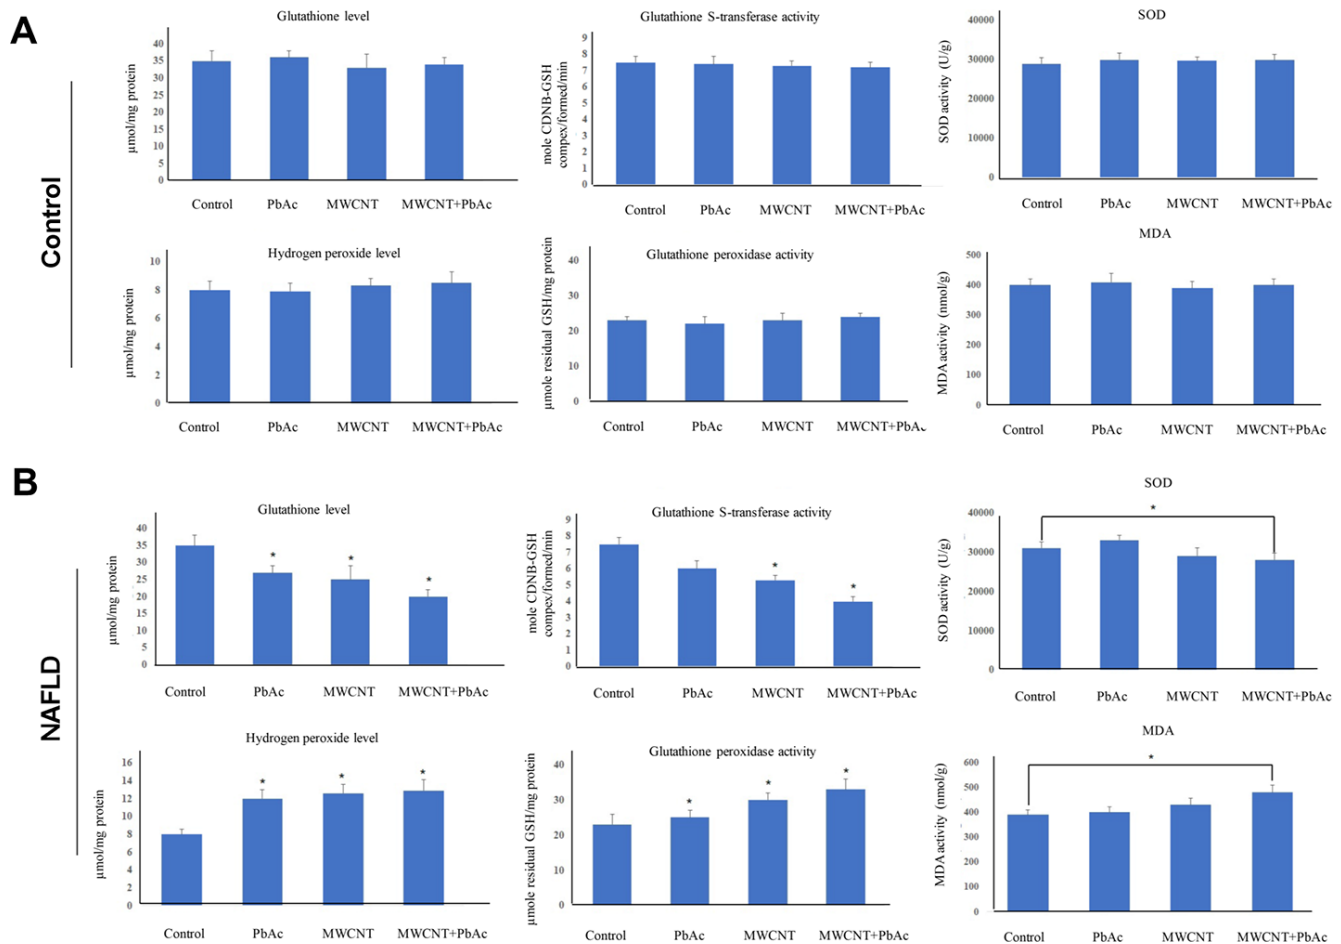 A
Control
Glutathione level
µmol/mg protein
40
35
30
25
20
15
10
5
0
Control PbAc MWCNT MWCNT+PbAc
Glutathione S-transferase activity
mole CDNB-GSH
compex/formed/min
9
8
7
6
5
4
3
2
1
0
Control PbAc MWCNT MWCNT+PbAc
SOD
SOD activity (U/g)
40000
30000
20000
10000
0
Control PbAc MWCNT MWCNT+PbAc
Hydrogen peroxide level
µmol/mg protein
10
8
6
4
2
0
Control PbAc MWCNT MWCNT+PbAc
Glutathione peroxidase activity
µmole residual GSH/mg protein
40
30
20
10
0
Control PbAc MWCNT MWCNT+PbAc
MDA
MDA activity (nmol/g)
500
400
300
200
100
0
Control PbAc MWCNT MWCNT+PbAc
B
NAFLD
Glutathione level
µmol/mg protein
40
35
30
25
20
15
10
5
0
* * *
Control PbAc MWCNT MWCNT+PbAc
Glutathione S-transferase activity
mole CDNB-GSH
compex/formed/min
9
8
7
6
5
4
3
2
1
0
* *
Control PbAc MWCNT MWCNT+PbAc
SOD
SOD activity (U/g)
40000
30000
20000
10000
0
*
Control PbAc MWCNT MWCNT+PbAc
Hydrogen peroxide level
µmol/mg protein
16
14
12
10
8
6
4
2
0
* * *
Control PbAc MWCNT MWCNT+PbAc
Glutathione peroxidase activity
µmole residual GSH/mg protein
40
30
20
10
0
* * *
Control PbAc MWCNT MWCNT+PbAc
MDA
MDA activity (nmol/g)
600
500
400
300
200
100
0
*
Control PbAc MWCNT MWCNT+PbAc